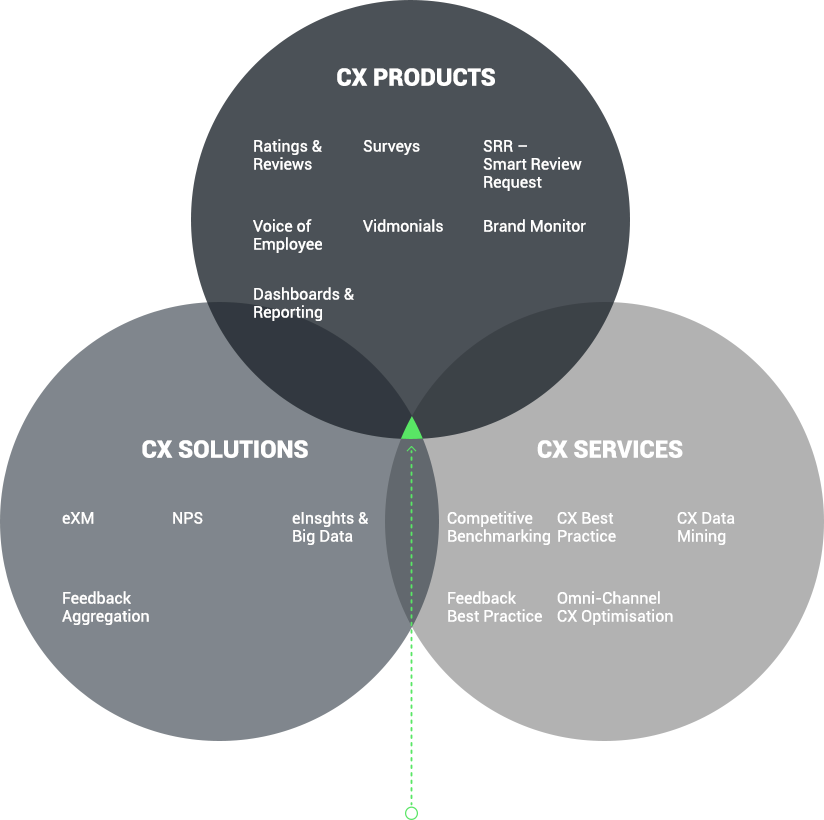 CX PRODUCTS
Ratings &
Reviews
Surveys
SRR –
Smart Review
Request
Voice of
Employee
Vidmonials
Brand Monitor
Dashboards &
Reporting
CX SOLUTIONS
eXM
NPS
eInsghts &
Big Data
Feedback
Aggregation
CX SERVICES
Competitive
Benchmarking
CX Best
Practice
CX Data
Mining
Feedback
Best Practice
Omni-Channel
CX Optimisation